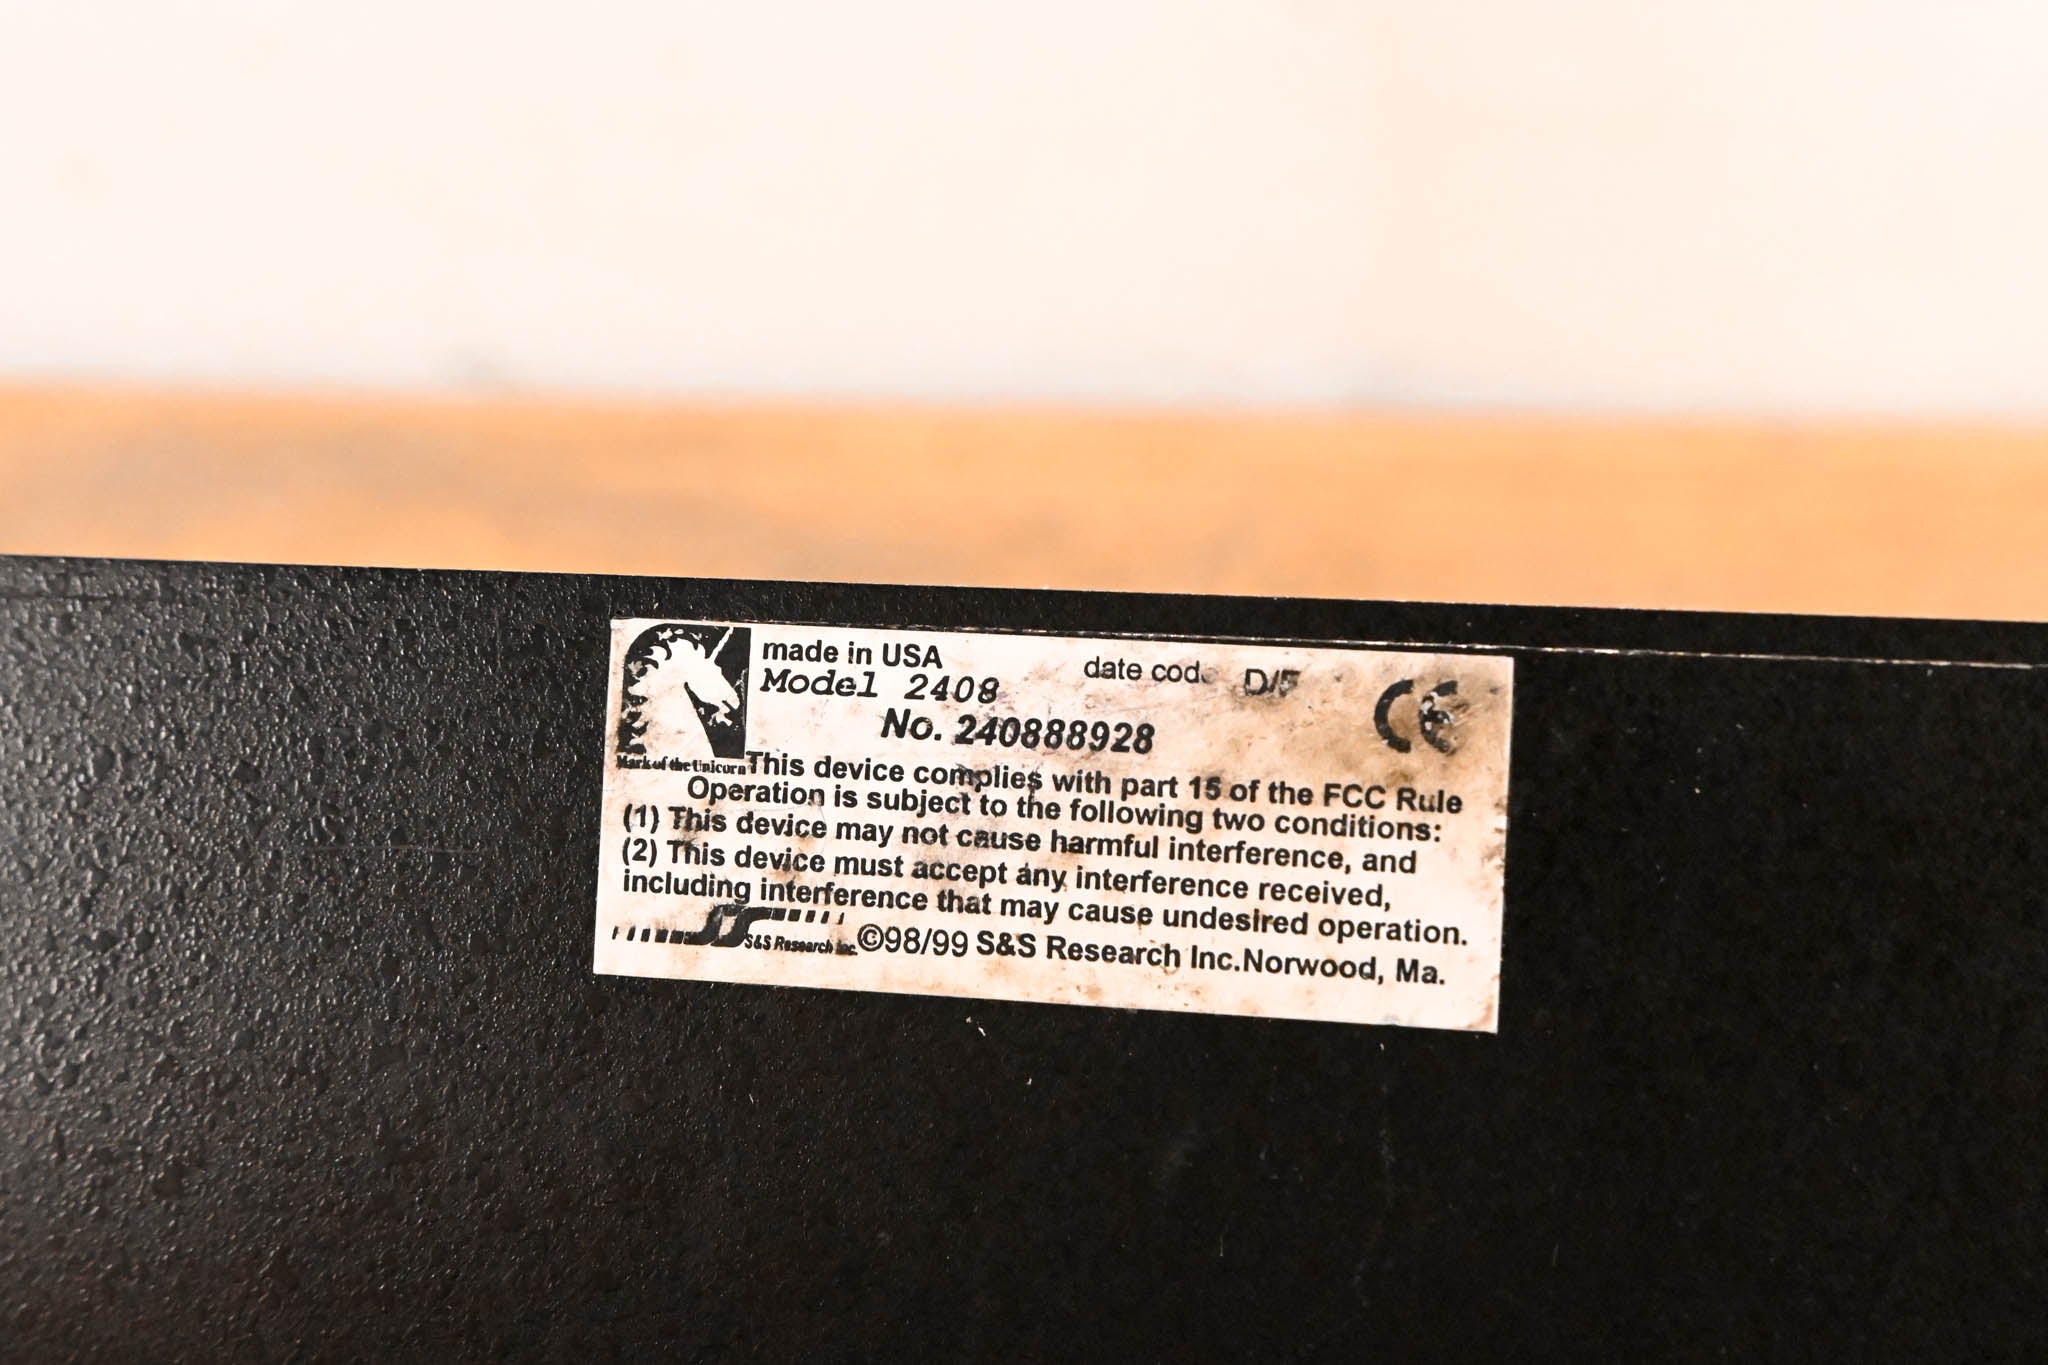 made in USA
date cod
Model 2408
D/F
CE
No. 240888928
Mark of the Unicorn
This device complies with part 15 of the FCC Rule
Operation is subject to the following two conditions:
(1) This device may not cause harmful interference, and
(2) This device must accept any interference received,
including interference that may cause undesired operation.
S&S Research Inc.
©98/99 S&S Research Inc.Norwood, Ma.